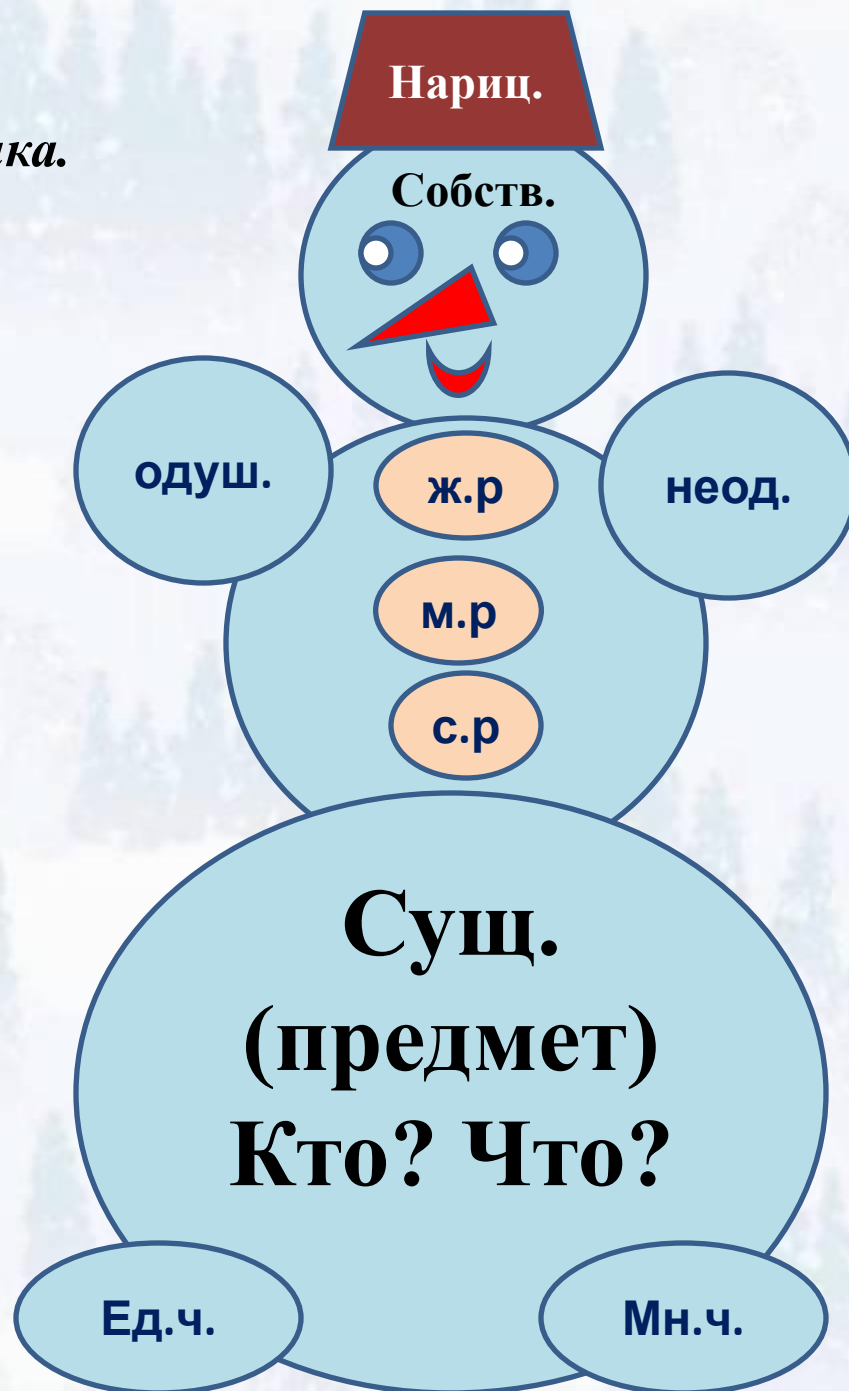 Нариц.
Собств.
одуш.
ж.р
неод.
м.р
с.р
Сущ.
(предмет)
Кто? Что?
Ед.ч.
Мн.ч.